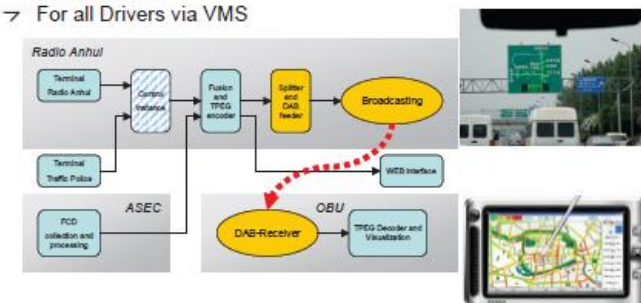 For all Drivers via VMS
Radio Anhui
Terminal
Radio Anhui
Control
Instance
Fusion
and
TPEG
encoder
Splitter
and
DAB
feeder
Broadcasting
Terminal
Traffic Police
WEB Interface
ASEC
FCD
collection and
processing
OBU
DAB-Receiver
TPEG Decoder and
Visualization